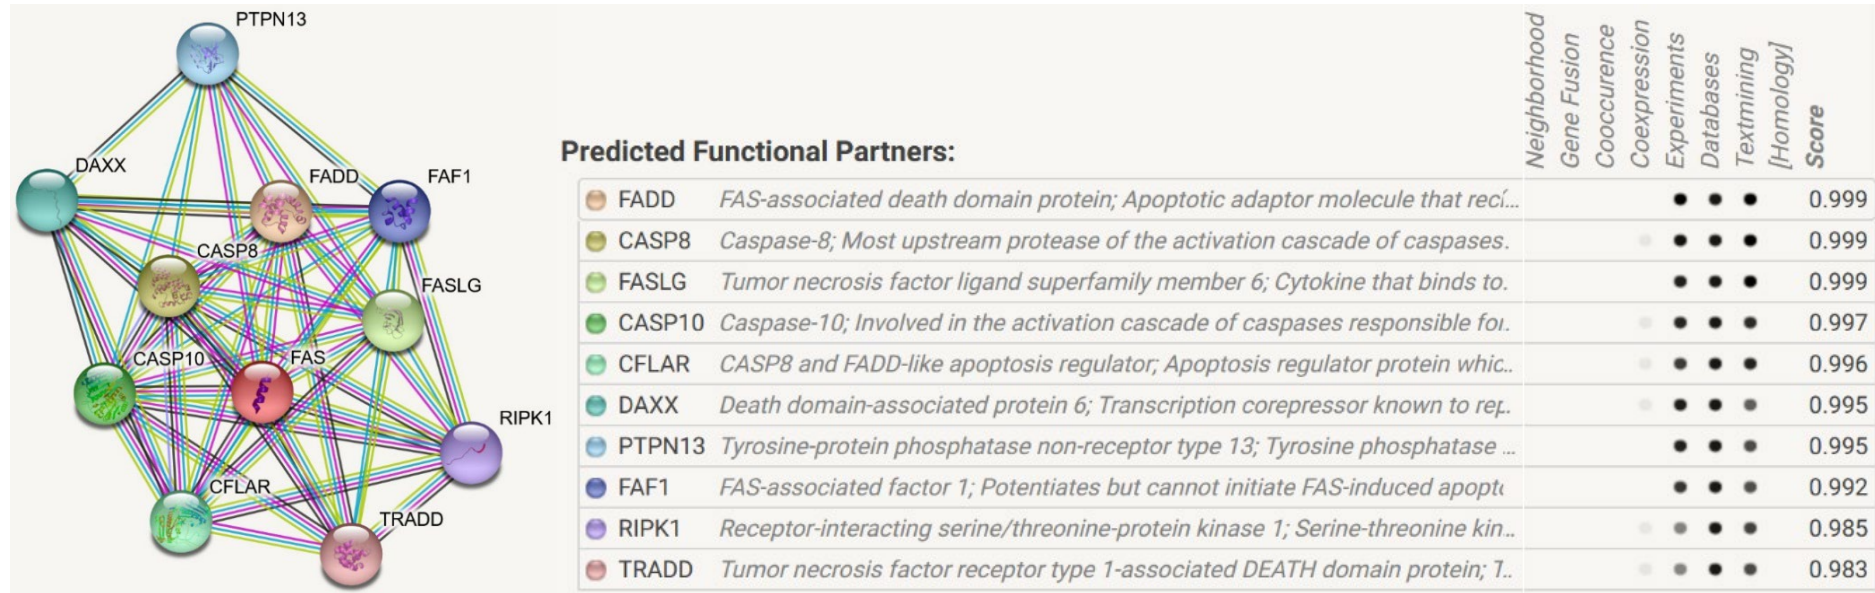 PTPN13
DAXX
FADD
FAF1
CASP8
FASLG
CASP10
FAS
RIPK1
CFLAR
TRADD
Neighborhood
Gene Fusion
Cooccurence
Coexpression
Experiments
Databases
Textmining
[Homology]
Score
Predicted Functional Partners:
FADD FAS-associated death domain protein; Apoptotic adaptor molecule that reci... 0.999
CASP8 Caspase-8; Most upstream protease of the activation cascade of caspases. 0.999
FASLG Tumor necrosis factor ligand superfamily member 6; Cytokine that binds to. 0.999
CASP10 Caspase-10; Involved in the activation cascade of caspases responsible for. 0.997
CFLAR CASP8 and FADD-like apoptosis regulator; Apoptosis regulator protein whic.. 0.996
DAXX Death domain-associated protein 6; Transcription corepressor known to rep. 0.995
PTPN13 Tyrosine-protein phosphatase non-receptor type 13; Tyrosine phosphatase ... 0.995
FAF1 FAS-associated factor 1; Potentiates but cannot initiate FAS-induced apopto 0.992
RIPK1 Receptor-interacting serine/threonine-protein kinase 1; Serine-threonine kin... 0.985
TRADD Tumor necrosis factor receptor type 1-associated DEATH domain protein; T.. 0.983